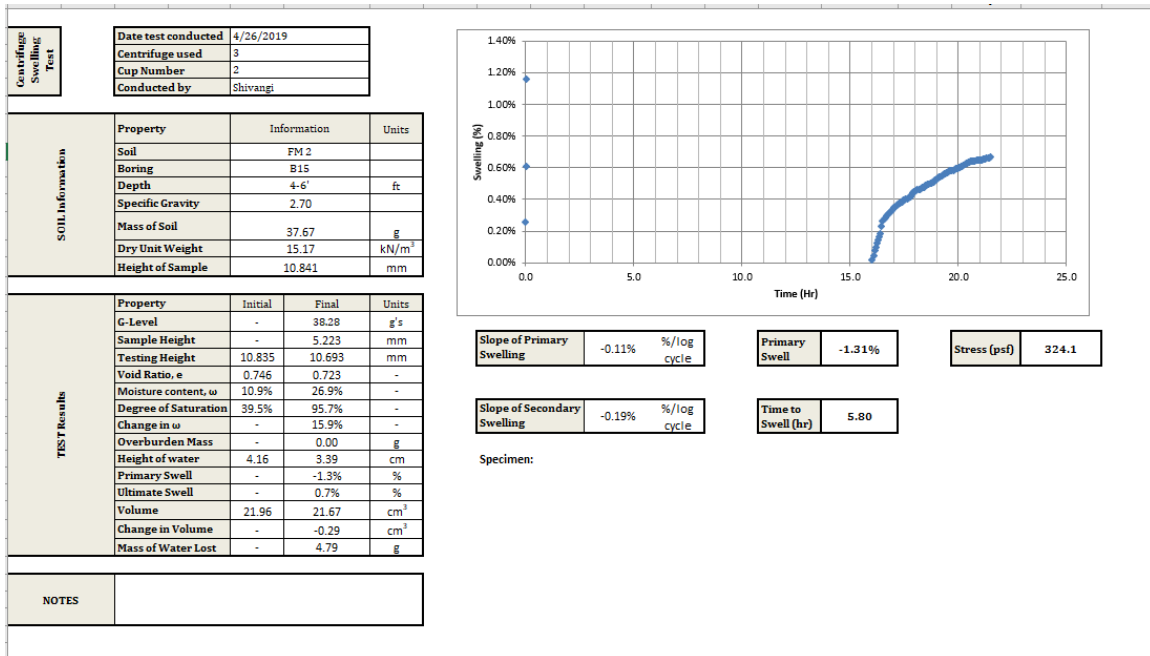 Centrifuge
Swelling
Test
Date test conducted 4/26/2019
Centrifuge used 3
Cup Number 2
Conducted by Shivangi
SOIL Information
Property Information Units
Soil FM 2
Boring B15
Depth 4-6' ft
Specific Gravity 2.70
Mass of Soil 37.67 g
Dry Unit Weight 15.17 kN/m³
Height of Sample 10.841 mm
TEST Results
Property Initial Final Units
G-Level - 38.28 g's
Sample Height - 5.223 mm
Testing Height 10.835 10.693 mm
Void Ratio, e 0.746 0.723 -
Moisture content, ω 10.9% 26.9% -
Degree of Saturation 39.5% 95.7% -
Change in ω - 15.9% -
Overburden Mass - 0.00 g
Height of water 4.16 3.39 cm
Primary Swell - -1.3% %
Ultimate Swell - 0.7% %
Volume 21.96 21.67 cm³
Change in Volume - -0.29 cm³
Mass of Water Lost - 4.79 g
NOTES
Swelling (%)
1.40%
1.20%
1.00%
0.80%
0.60%
0.40%
0.20%
0.00%
0.0 5.0 10.0 15.0 20.0 25.0
Time (Hr)
Slope of Primary
Swelling
-0.11%
%/log
cycle
Primary
Swell
-1.31%
Stress (psf) 324.1
Slope of Secondary
Swelling
-0.19%
%/log
cycle
Time to
Swell (hr)
5.80
Specimen: